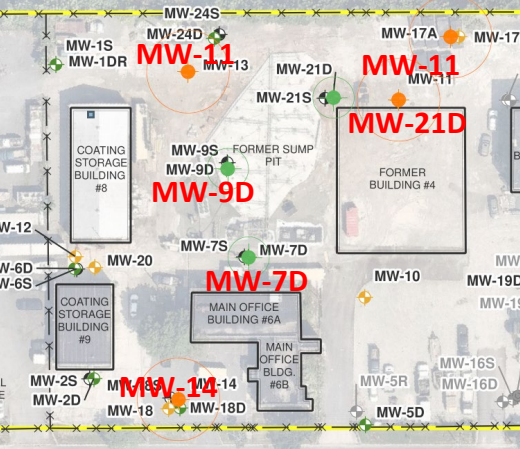 MW-24S
MW-24D
MW-17A
MW-17
MW-1S
MW-1DR
MW-11
MW-13
MW-21D
MW-11
MW-11
MW-21S
MW-21D
COATING
STORAGE
BUILDING
#8
MW-9S
MW-9D
FORMER SUMP
PIT
MW-9D
FORMER
BUILDING #4
B
W-12
MW-20
MW-7S
MW-7D
MW-7D
W-6D
W-6S
MW-10
MW-19D
MW-19
COATING
STORAGE
BUILDING
#9
MAIN OFFICE
BUILDING #6A
MAIN
OFFICE
BLDG.
#6B
MW-16S
MW-16D
MW-2S
MW-2D
MW-14
14
MW-18
MW-18D
MW-5R
MW-5D
L
E